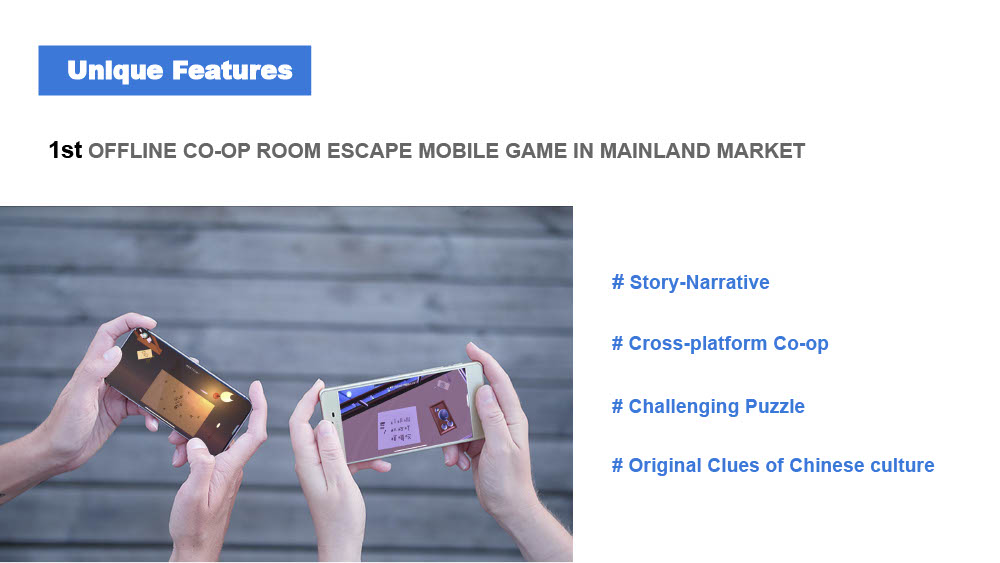 Unique Features
1st OFFLINE CO-OP ROOM ESCAPE MOBILE GAME IN MAINLAND MARKET
# Story-Narrative
# Cross-platform Co-op
# Challenging Puzzle
# Original Clues of Chinese culture